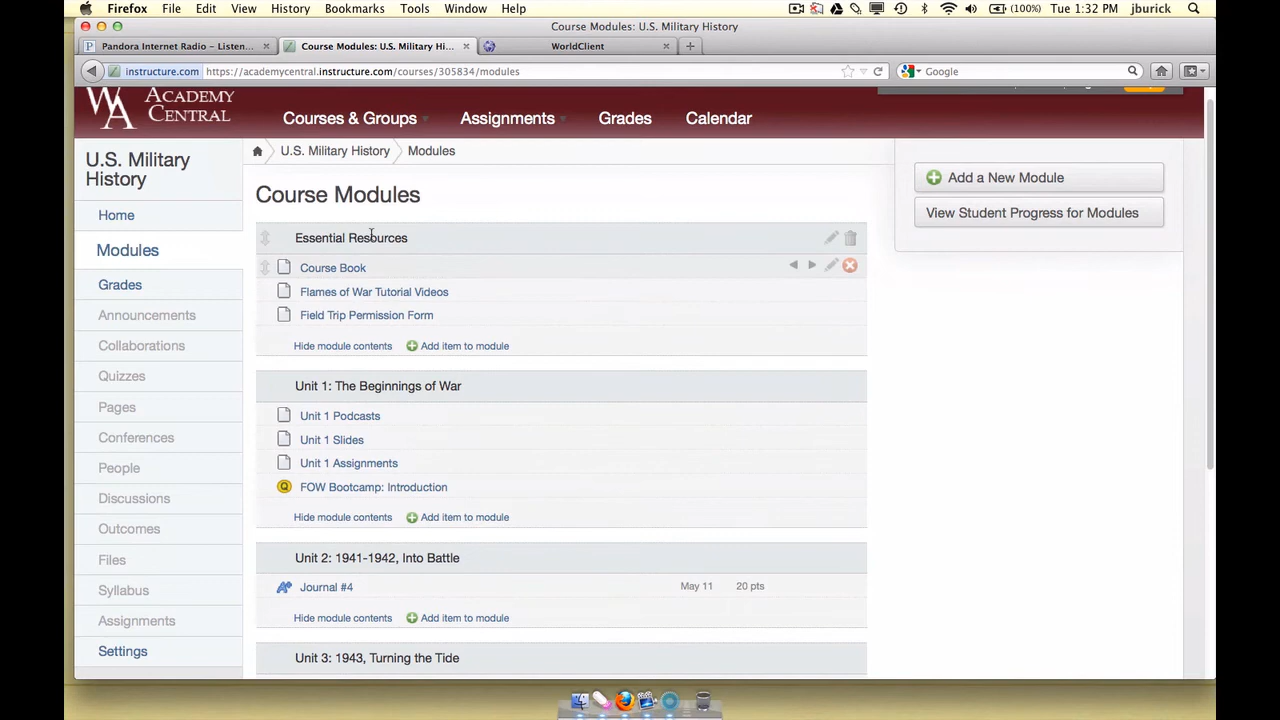 Firefox File Edit View History Bookmarks Tools Window Help (100%) Tue 1:32 PM jburick
Course Modules: U.S. Military History
Pandora Internet Radio – Listen... Course Modules: U.S. Military Hi... WorldClient
instructure.com https://academycentral.instructure.com/courses/305834/modules Google
WA ACADEMY CENTRAL
Courses & Groups Assignments Grades Calendar
U.S. Military History
Home
Modules
Grades
Announcements
Collaborations
Quizzes
Pages
Conferences
People
Discussions
Outcomes
Files
Syllabus
Assignments
Settings
U.S. Military History Modules
Course Modules
Essential Resources
Course Book
Flames of War Tutorial Videos
Field Trip Permission Form
Hide module contents Add item to module
Unit 1: The Beginnings of War
Unit 1 Podcasts
Unit 1 Slides
Unit 1 Assignments
Q FOW Bootcamp: Introduction
Hide module contents Add item to module
Unit 2: 1941-1942, Into Battle
Journal #4 May 11 20 pts
Hide module contents Add item to module
Unit 3: 1943, Turning the Tide
Add a New Module
View Student Progress for Modules